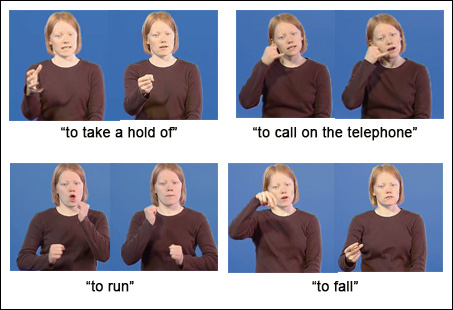 “to take a hold of”
“to call on the telephone”
“to run”
“to fall”